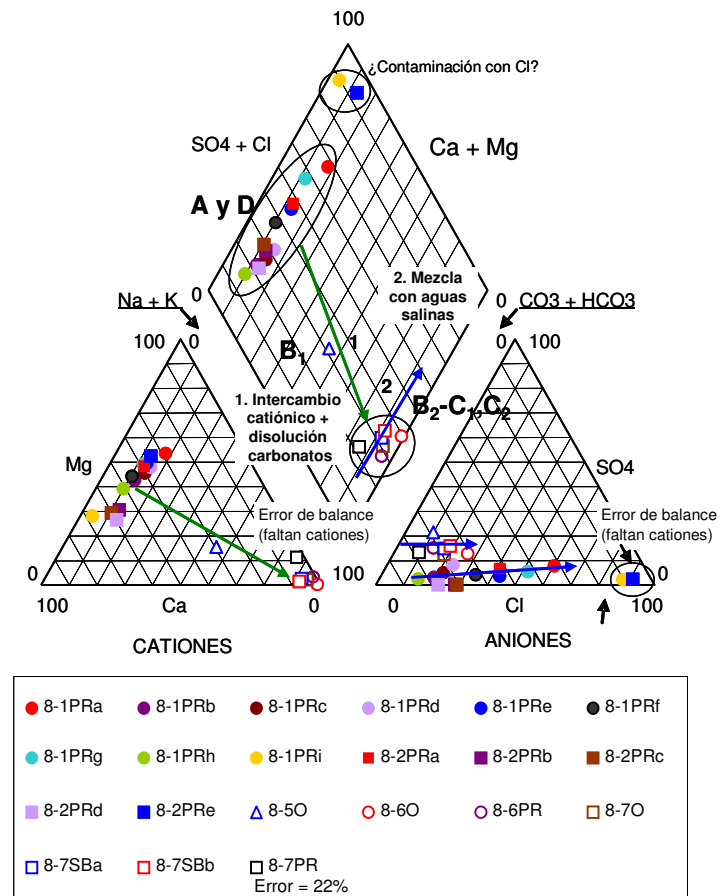 100
¿Contaminación con Cl?
SO4 + Cl
Ca + Mg
A y D
0
2. Mezcla
con aguas
salinas
0
Na + K
CO3 + HCO3
100
0
B1
1
0
100
2
1. Intercambio
catiónico +
disolución
carbonatos
B2-C1,C2
Mg
SO4
Error de balance
(faltan cationes)
Error de balance
(faltan cationes)
0
100
0
100
Ca
0
0
Cl
100
CATIONES
ANIONES
8-1PRa 8-1PRb 8-1PRc 8-1PRd 8-1PRe 8-1PRf
8-1PRg 8-1PRh 8-1PRi 8-2PRa 8-2PRb 8-2PRc
8-2PRd 8-2PRe 8-5O 8-6O 8-6PR 8-7O
8-7SBa 8-7SBb 8-7PR
Error = 22%